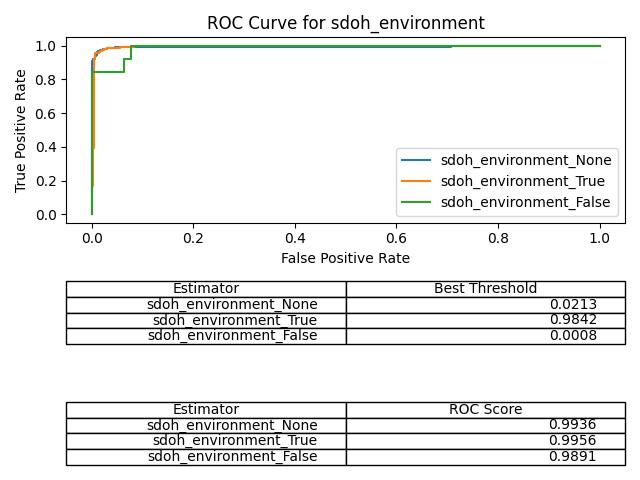 ROC Curve for sdoh_environment
True Positive Rate
1.0
0.8
0.6
0.4
0.2
0.0
sdoh_environment_None
sdoh_environment_True
sdoh_environment_False
0.0 0.2 0.4 0.6 0.8 1.0
False Positive Rate
Estimator Best Threshold
sdoh_environment_None 0.0213
sdoh_environment_True 0.9842
sdoh_environment_False 0.0008
Estimator ROC Score
sdoh_environment_None 0.9936
sdoh_environment_True 0.9956
sdoh_environment_False 0.9891